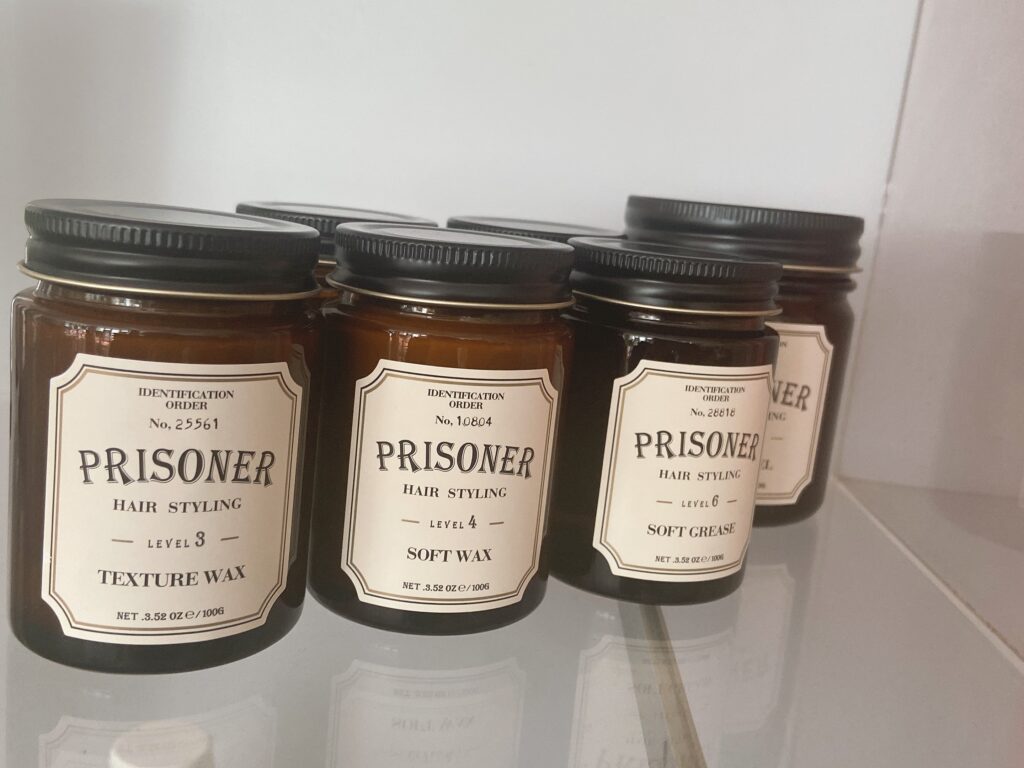 IDENTIFICATION
ORDER
No, 25561
PRISONER
HAIR STYLING
LEVEL 3
TEXTURE WAX
NET .3.52 OZ ℮ / 100G
IDENTIFICATION
ORDER
No, 10804
PRISONER
HAIR STYLING
LEVEL 4
SOFT WAX
NET .3.52 OZ ℮ / 100G
IDENTIFICATION
ORDER
No, 28818
PRISONER
HAIR STYLING
LEVEL 6
SOFT GREASE
NET .3.52 OZ ℮ / 100G
NER
ING